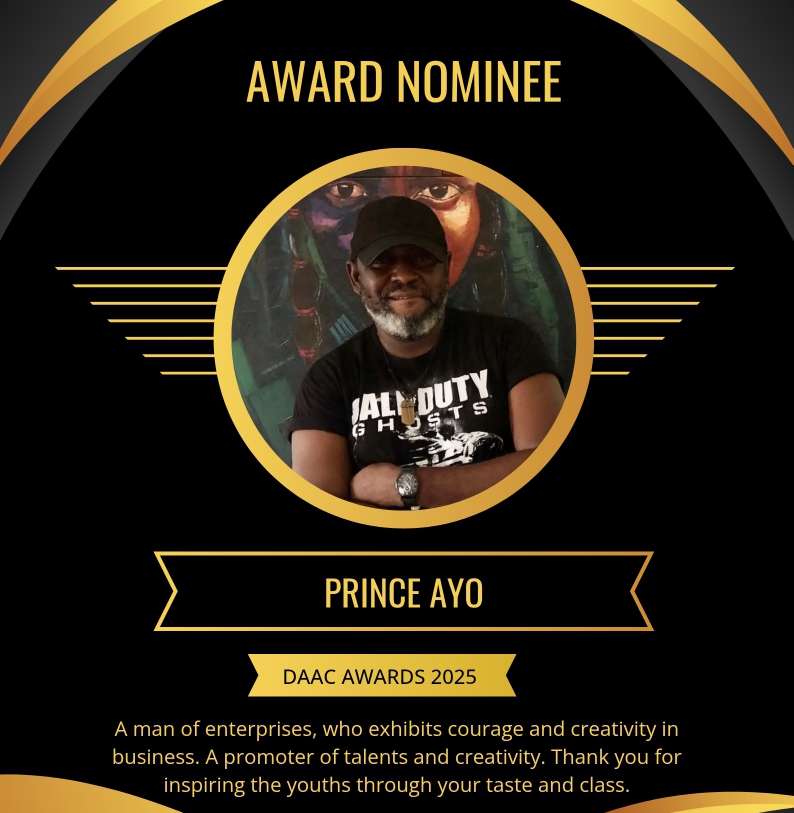 AWARD NOMINEE
CALL DUTY
GHOSTS
PRINCE AYO
DAAC AWARDS 2025
A man of enterprises, who exhibits courage and creativity in
business. A promoter of talents and creativity. Thank you for
inspiring the youths through your taste and class.